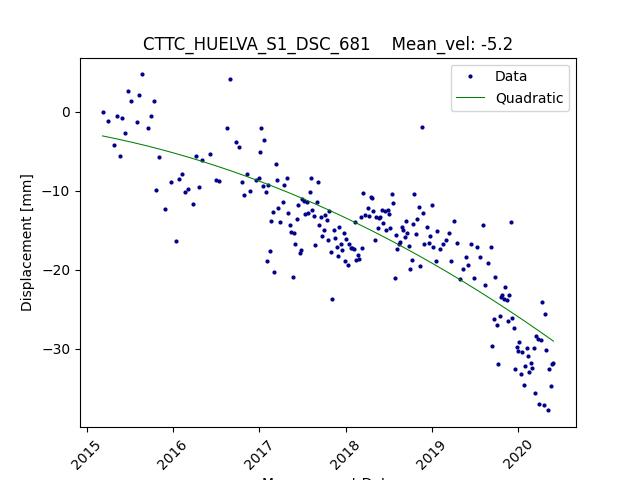 CTTC_HUELVA_S1_DSC_681    Mean_vel: -5.2
Data
Quadratic
Displacement [mm]
0
−10
−20
−30
2015
2016
2017
2018
2019
2020